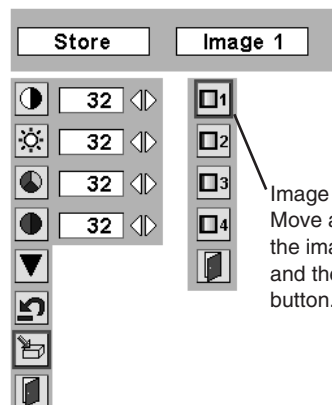 Store
Image 1
32
32
32
32
1
2
3
4
Image
Move a
the ima
and the
button.